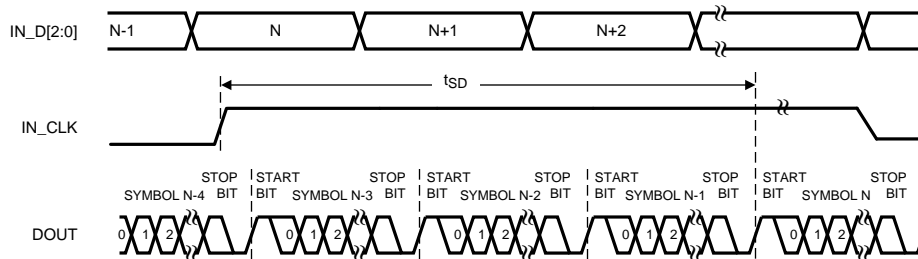 IN_D[2:0] N-1 N N+1 N+2
tSD
IN_CLK
STOP START STOP START STOP START STOP START STOP
SYMBOL N-4 BIT BIT SYMBOL N-3 BIT BIT SYMBOL N-2 BIT BIT SYMBOL N-1 BIT BIT SYMBOL N BIT
DOUT 0 1 2 0 1 2 0 1 2 0 1 2 0 1 2